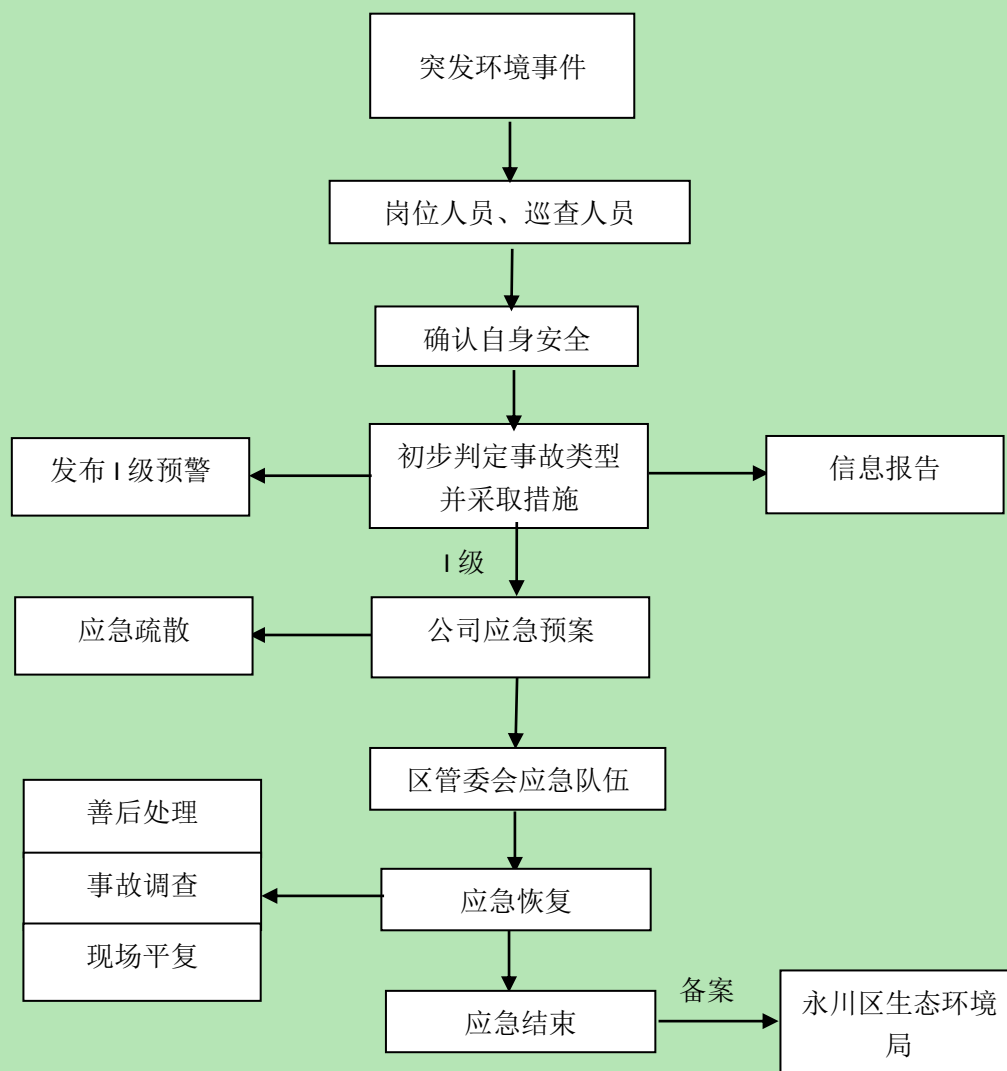 突发环境事件
岗位人员、巡查人员
确认自身安全
发布 I 级预警
初步判定事故类型
并采取措施
信息报告
I 级
应急疏散
公司应急预案
区管委会应急队伍
善后处理
事故调查
应急恢复
现场平复
备案
应急结束
永川区生态环境
局